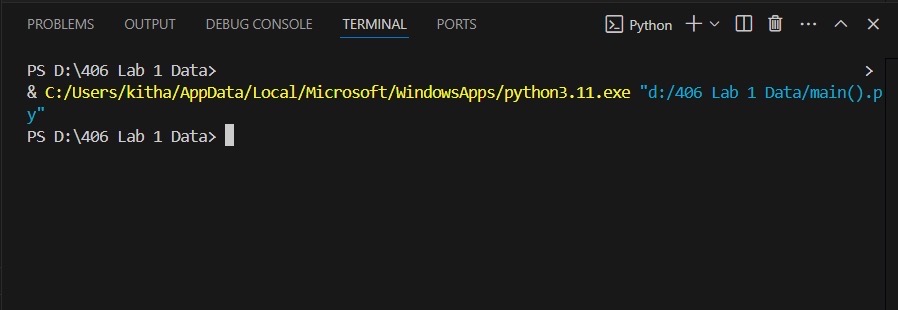 PROBLEMS OUTPUT DEBUG CONSOLE TERMINAL PORTS Python
PS D:\406 Lab 1 Data> >
& C:/Users/kitha/AppData/Local/Microsoft/WindowsApps/python3.11.exe "d:/406 Lab 1 Data/main().p
y"
PS D:\406 Lab 1 Data>